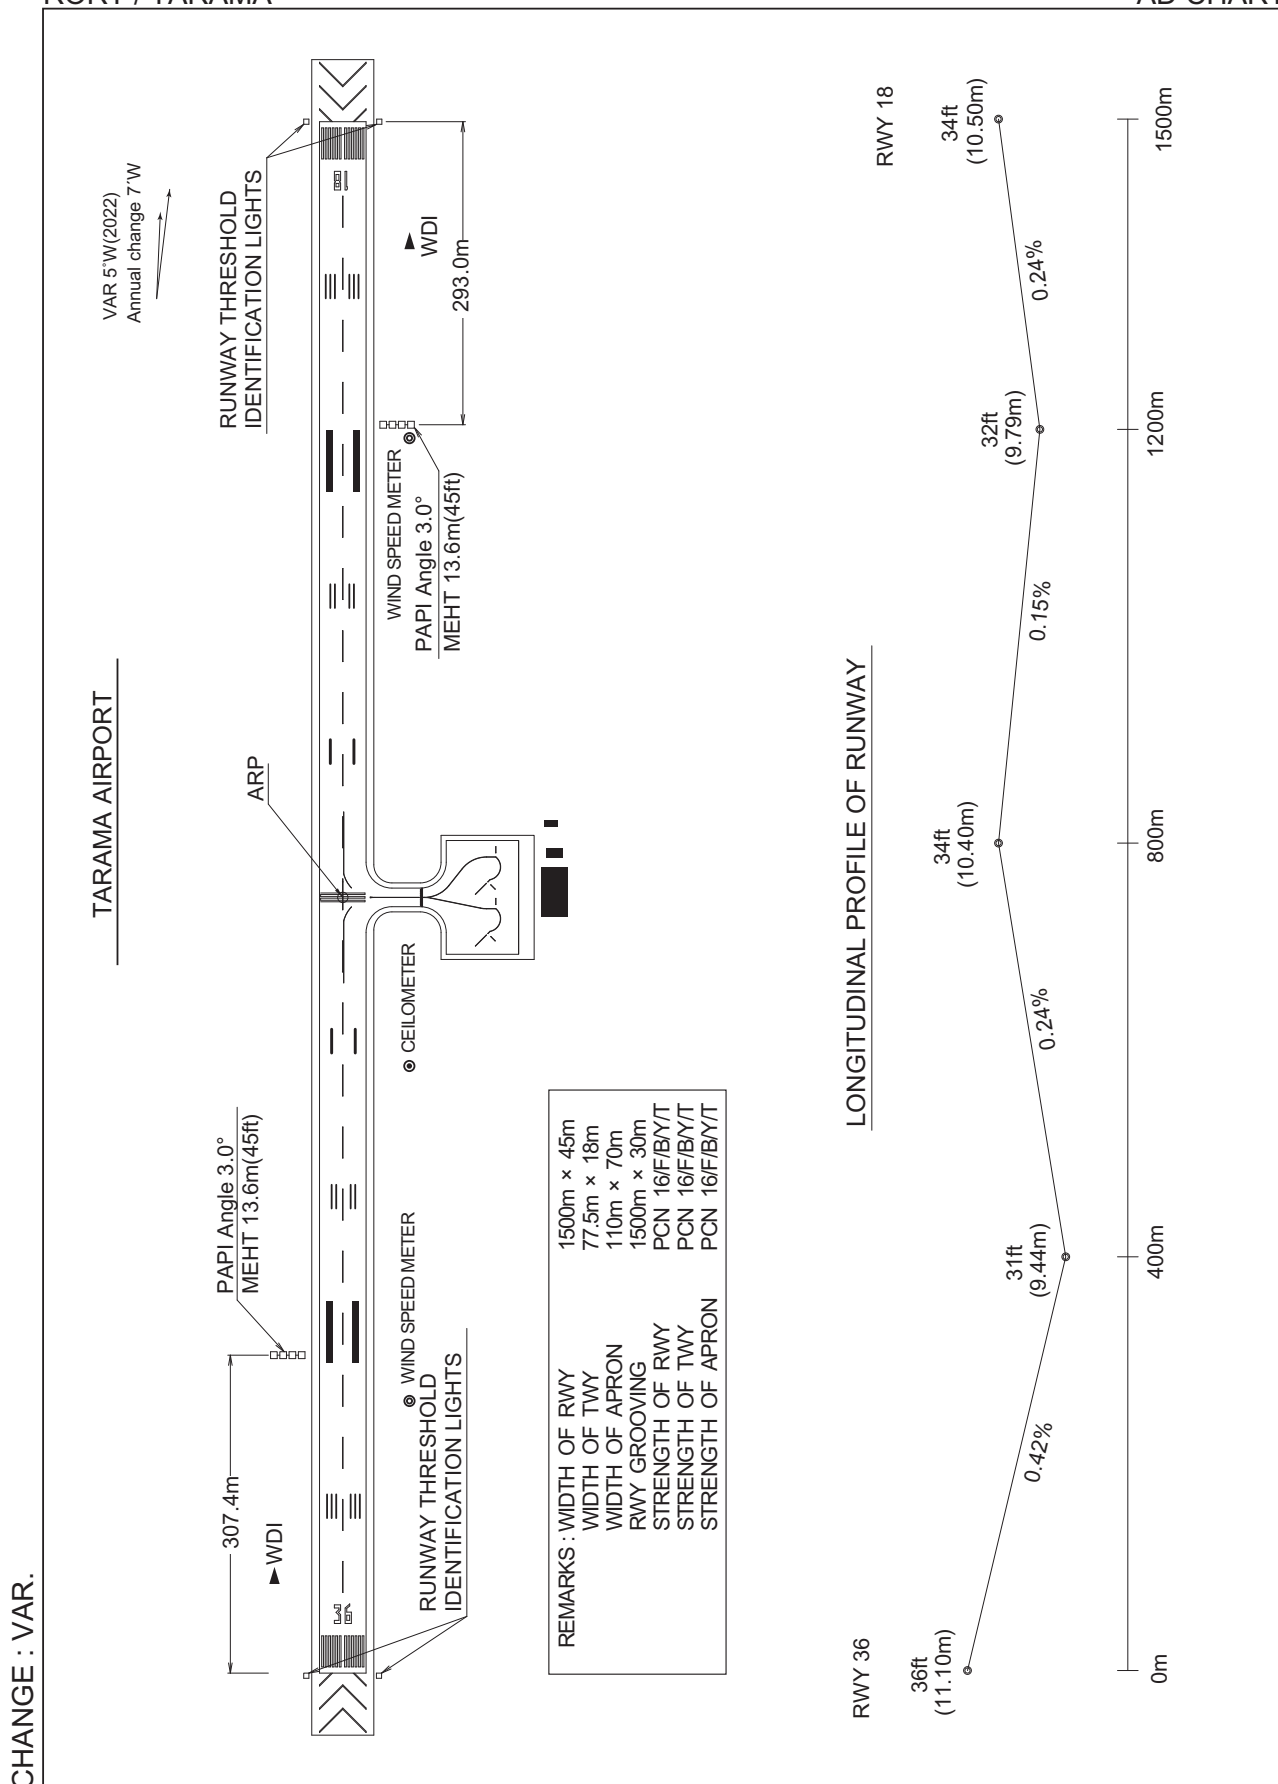 TARAMA AIRPORT
VAR 5°W(2022)
Annual change 7'W
RUNWAY THRESHOLD
IDENTIFICATION LIGHTS
ARP
PAPI Angle 3.0°
MEHT 13.6m(45ft)
307.4m
WDI
36
18
WDI
293.0m
WIND SPEED METER
PAPI Angle 3.0°
MEHT 13.6m(45ft)
CEILOMETER
WIND SPEED METER
RUNWAY THRESHOLD
IDENTIFICATION LIGHTS
REMARKS : WIDTH OF RWY 1500m × 45m
WIDTH OF TWY 77.5m × 18m
WIDTH OF APRON 110m × 70m
RWY GROOVING 1500m × 30m
STRENGTH OF RWY PCN 16/F/B/Y/T
STRENGTH OF TWY PCN 16/F/B/Y/T
STRENGTH OF APRON PCN 16/F/B/Y/T
LONGITUDINAL PROFILE OF RUNWAY
RWY 36
RWY 18
36ft
(11.10m)
31ft
(9.44m)
34ft
(10.40m)
32ft
(9.79m)
34ft
(10.50m)
0.42%
0.24%
0.15%
0.24%
0m
400m
800m
1200m
1500m
CHANGE : VAR.